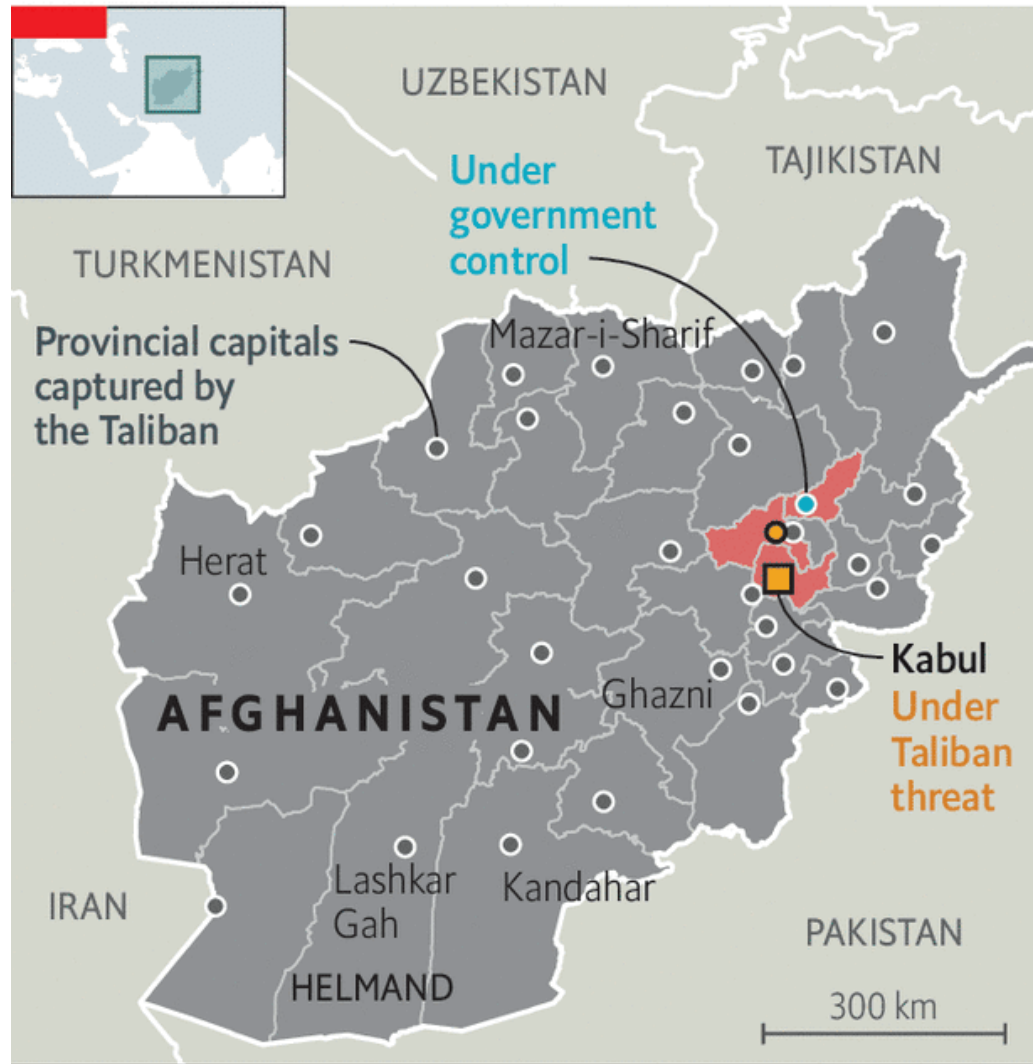 UZBEKISTAN
TAJIKISTAN
Under
government
control
TURKMENISTAN
Provincial capitals
captured by
the Taliban
Mazar-i-Sharif
Herat
Kabul
Under
Taliban
threat
Ghazni
AFGHANISTAN
Lashkar
Gah
Kandahar
IRAN
PAKISTAN
HELMAND
300 km